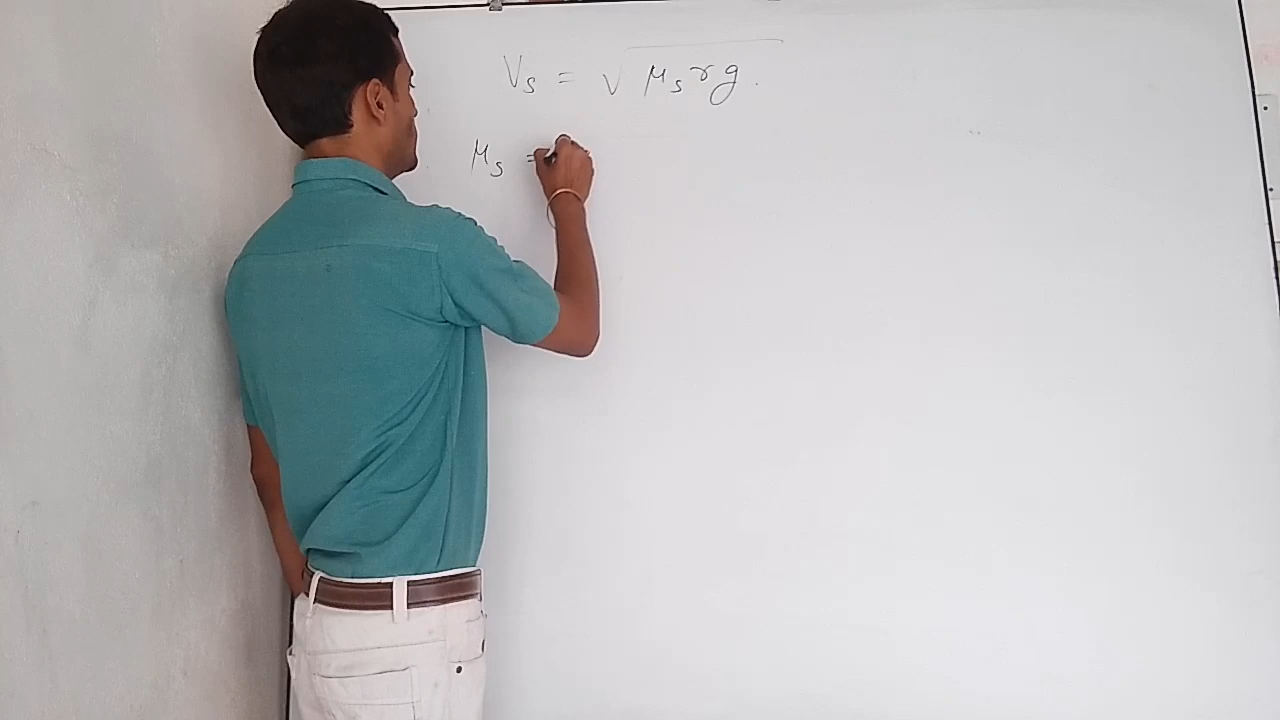 Vs = √μs r g.
μs =